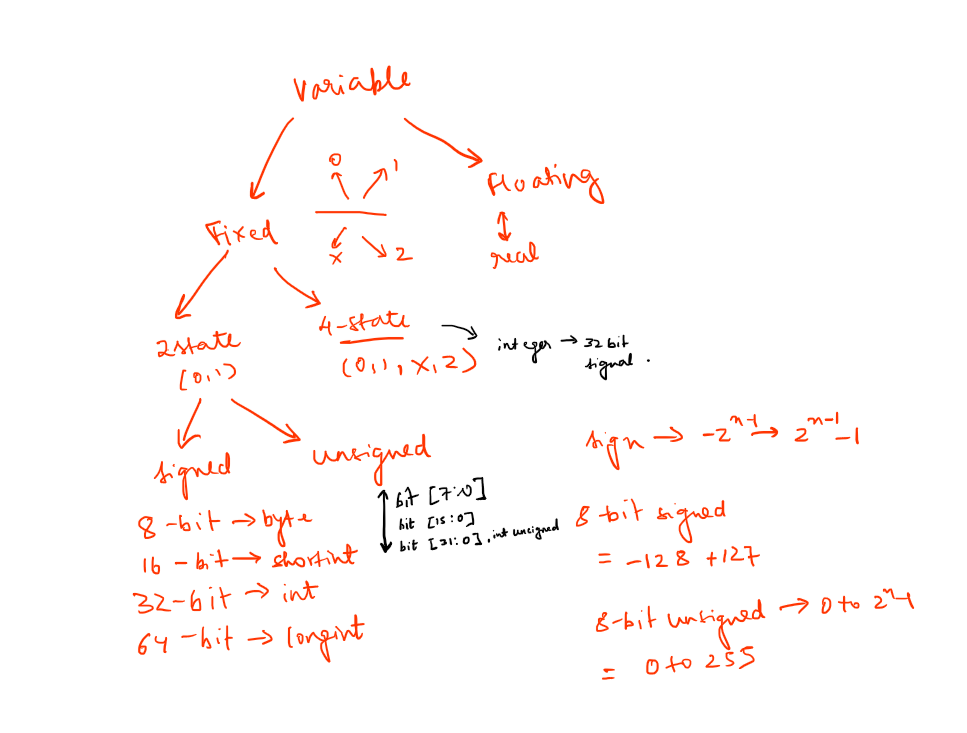 Variable
0 1
x 2
Fixed
Floating
real
2 state
(0,1)
4-state
(0,1, X, 2)
integer → 32 bit
signal.
signed
unsigned
8-bit → byte
16-bit → shortint
32-bit → int
64-bit → longint
bit [7:0]
bit [15:0]
bit [31:0], int unsigned
sign → -2^n-1 → 2^n-1 -1
8-bit signed
= -128 +127
8-bit unsigned → 0 to 2^n-1
= 0 to 255